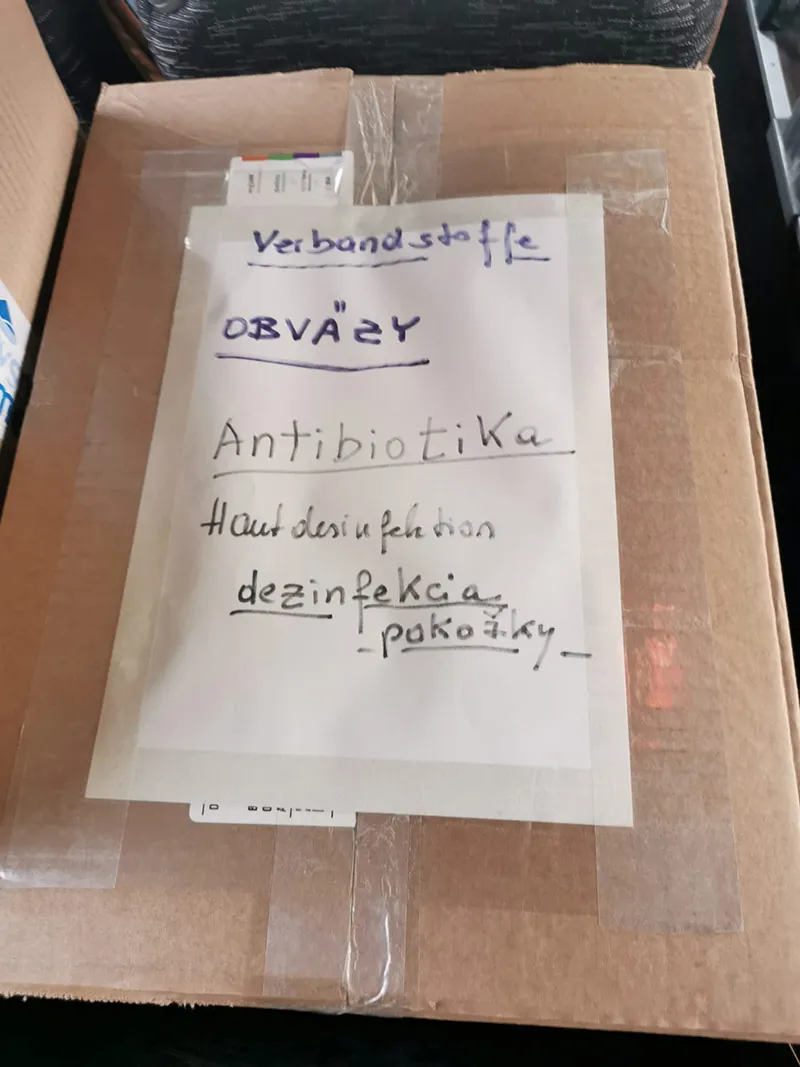 Verbandstoffe
OBVÄZY
Antibiotika
Hautdesinfektion
dezinfekcia
pokožky